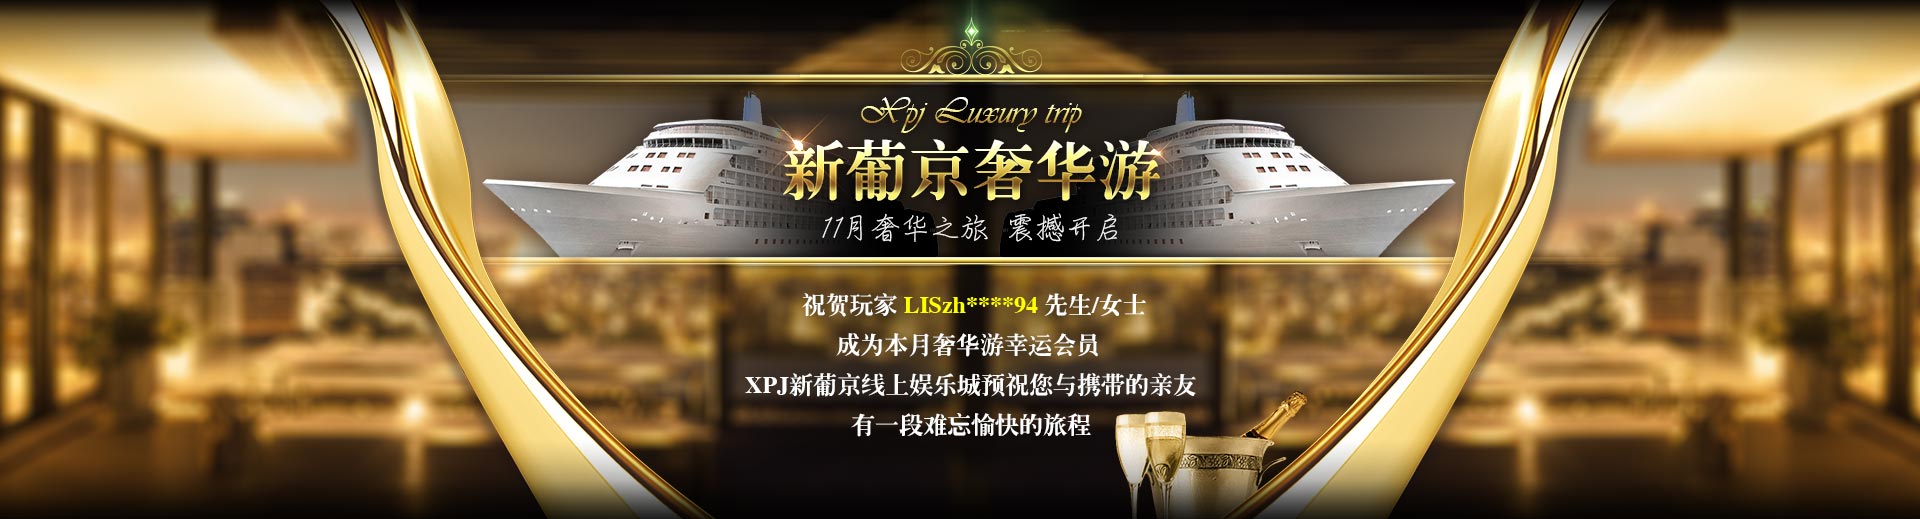 Xpj Luxury trip
新葡京奢华游
11月奢华之旅 震撼开启
祝贺玩家 LISzh****94 先生/女士
成为本月奢华游幸运会员
XPJ新葡京线上娱乐城预祝您与携带的亲友
有一段难忘愉快的旅程